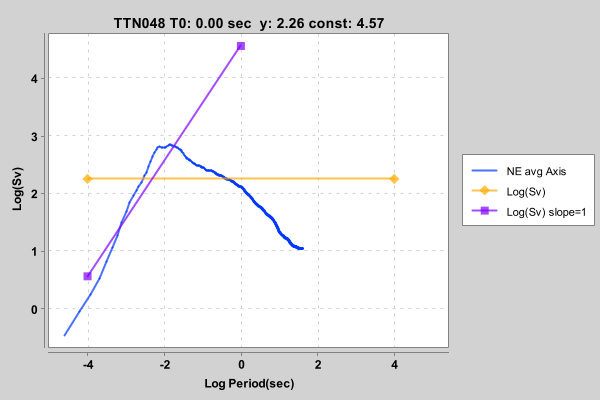 TTN048 T0: 0.00 sec  y: 2.26 const: 4.57
Log(Sv)
4
3
2
1
0
-4
-2
0
2
4
Log Period(sec)
NE avg Axis
Log(Sv)
Log(Sv) slope=1